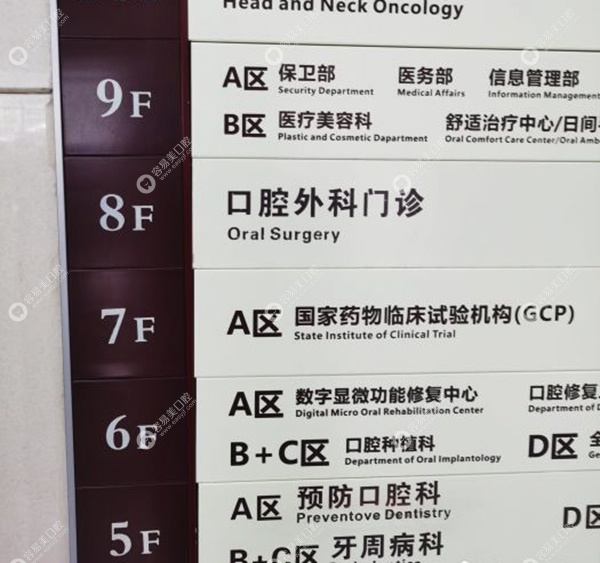 Head and Neck Oncology
9F
A区 保卫部 医务部 信息管理部
Security Department Medical Affairs Information Management
B区 医疗美容科 舒适治疗中心/日间
Plastic and Cosmetic Dapartment Oral Comfort Care Center/Oral Amb
8F
口腔外科门诊
Oral Surgery
7F
A区 国家药物临床试验机构(GCP)
State Institute of Clinical Trial
6F
A区 数字显微功能修复中心 口腔修复
Digital Micro Oral Rehabilitation Center Department of
B+C区 口腔种植科 D区 全
Department of Oral Implantology Ge
5F
A区 预防口腔科 D区
Preventove Dentistry
B+C区 牙周病科